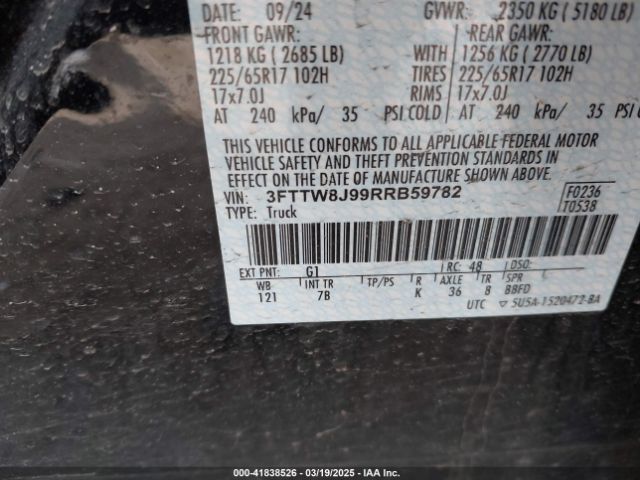 DATE: 09/24 GVWR: 2350 KG ( 5180 LB)
FRONT GAWR: REAR GAWR:
1218 KG ( 2685 LB) WITH 1256 KG ( 2770 LB)
225/65R17 102H TIRES 225/65R17 102H
17x7.0J RIMS 17x7.0J
AT 240 kPa/ 35 PSI COLD AT 240 kPa/ 35 PSI
THIS VEHICLE CONFORMS TO ALL APPLICABLE FEDERAL MOTOR
VEHICLE SAFETY AND THEFT PREVENTION STANDARDS IN
EFFECT ON THE DATE OF MANUFACTURE SHOWN ABOVE.
VIN: 3FTTW8J99RRB59782 F0236
TYPE: Truck T0538
EXT PNT: G1 RC: 48 DSO:
WB INT TR TP/PS R AXLE TR SPR
121 7B K 36 8 BBFD
UTC ▽ 5U5A-1520472-BA
000-41838526 — 03/19/2025 — IAA Inc.